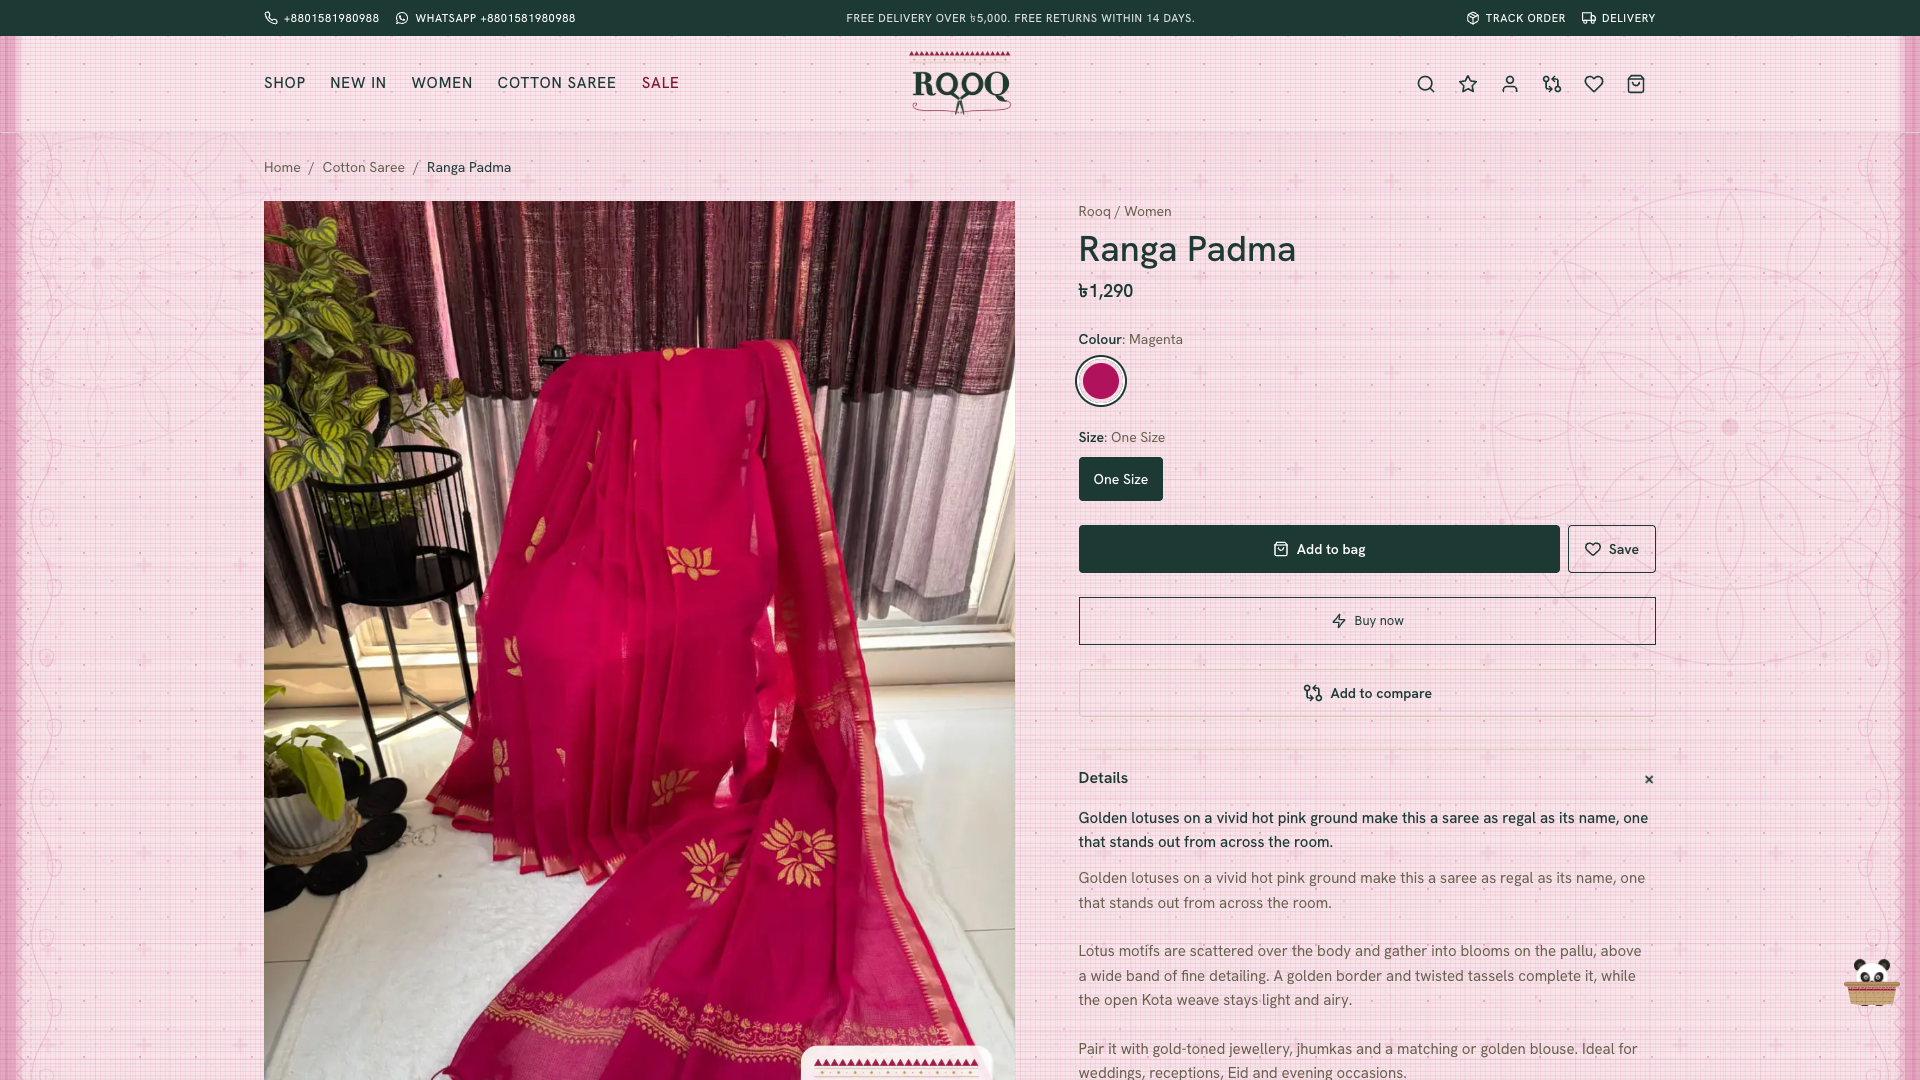 +8801581980988
WHATSAPP +8801581980988
FREE DELIVERY OVER ৳5,000. FREE RETURNS WITHIN 14 DAYS.
TRACK ORDER
DELIVERY
SHOP
NEW IN
WOMEN
COTTON SAREE
SALE
ROOQ
Home / Cotton Saree / Ranga Padma
Rooq / Women
Ranga Padma
৳1,290
Colour: Magenta
Size: One Size
One Size
Add to bag
Save
Buy now
Add to compare
Details
×
Golden lotuses on a vivid hot pink ground make this a saree as regal as its name, one
that stands out from across the room.
Golden lotuses on a vivid hot pink ground make this a saree as regal as its name, one
that stands out from across the room.
Lotus motifs are scattered over the body and gather into blooms on the pallu, above
a wide band of fine detailing. A golden border and twisted tassels complete it, while
the open Kota weave stays light and airy.
Pair it with gold-toned jewellery, jhumkas and a matching or golden blouse. Ideal for
weddings, receptions, Eid and evening occasions.